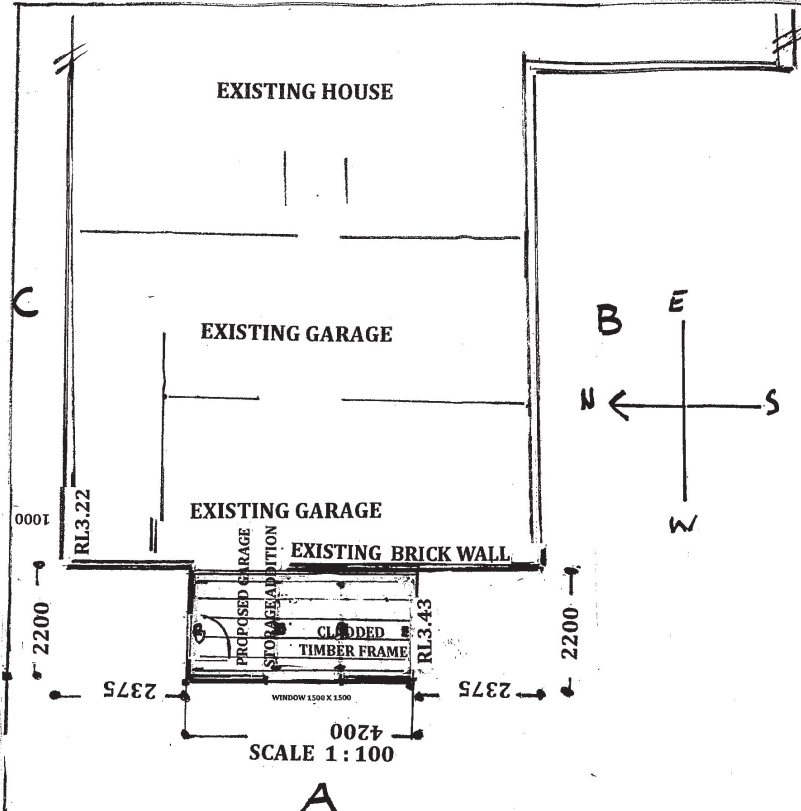 EXISTING HOUSE
C
EXISTING GARAGE
B
E
N
S
W
EXISTING GARAGE
1000
RL3.22
EXISTING BRICK WALL
PROPOSED GARAGE
STORAGE ADDITION
CLADDED
TIMBER FRAME
RL3.43
2200
2200
2375
WINDOW 1500 X 1500
2375
4200
SCALE 1 : 100
A